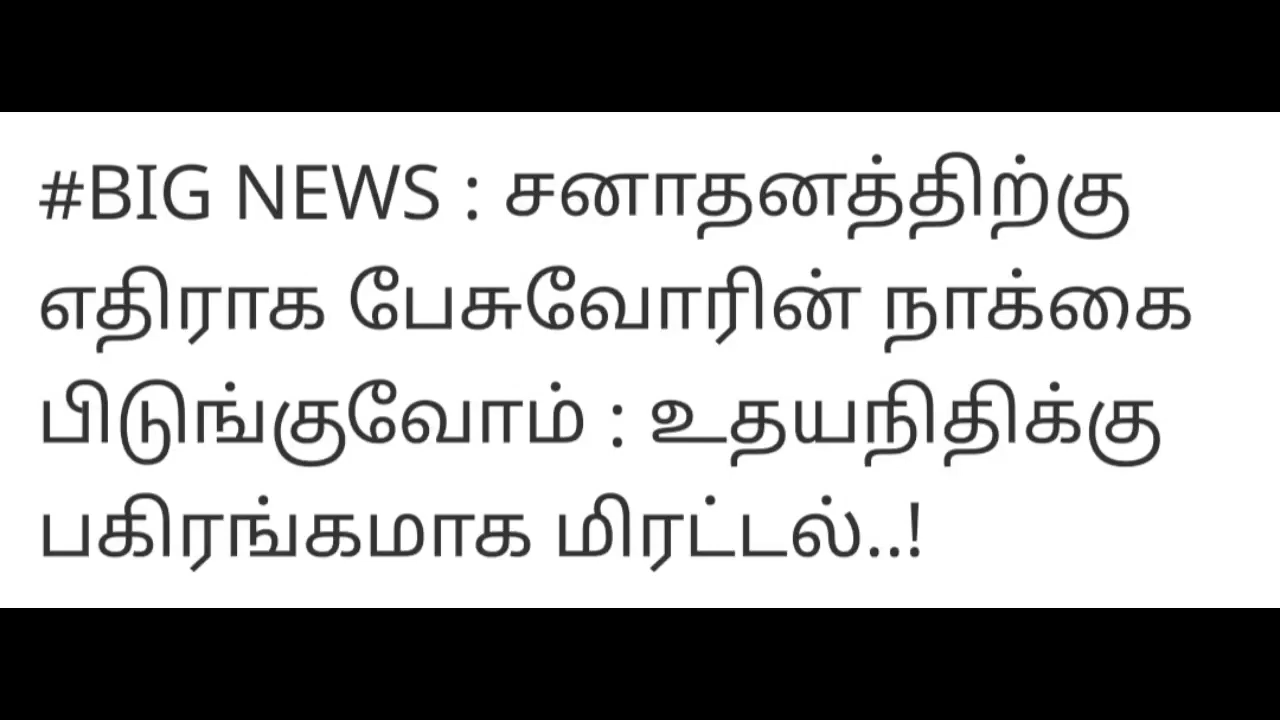 #BIG NEWS : சனாதனத்திற்கு
எதிராக பேசுவோரின் நாக்கை
பிடுங்குவோம் : உதயநிதிக்கு
பகிரங்கமாக மிரட்டல்..!